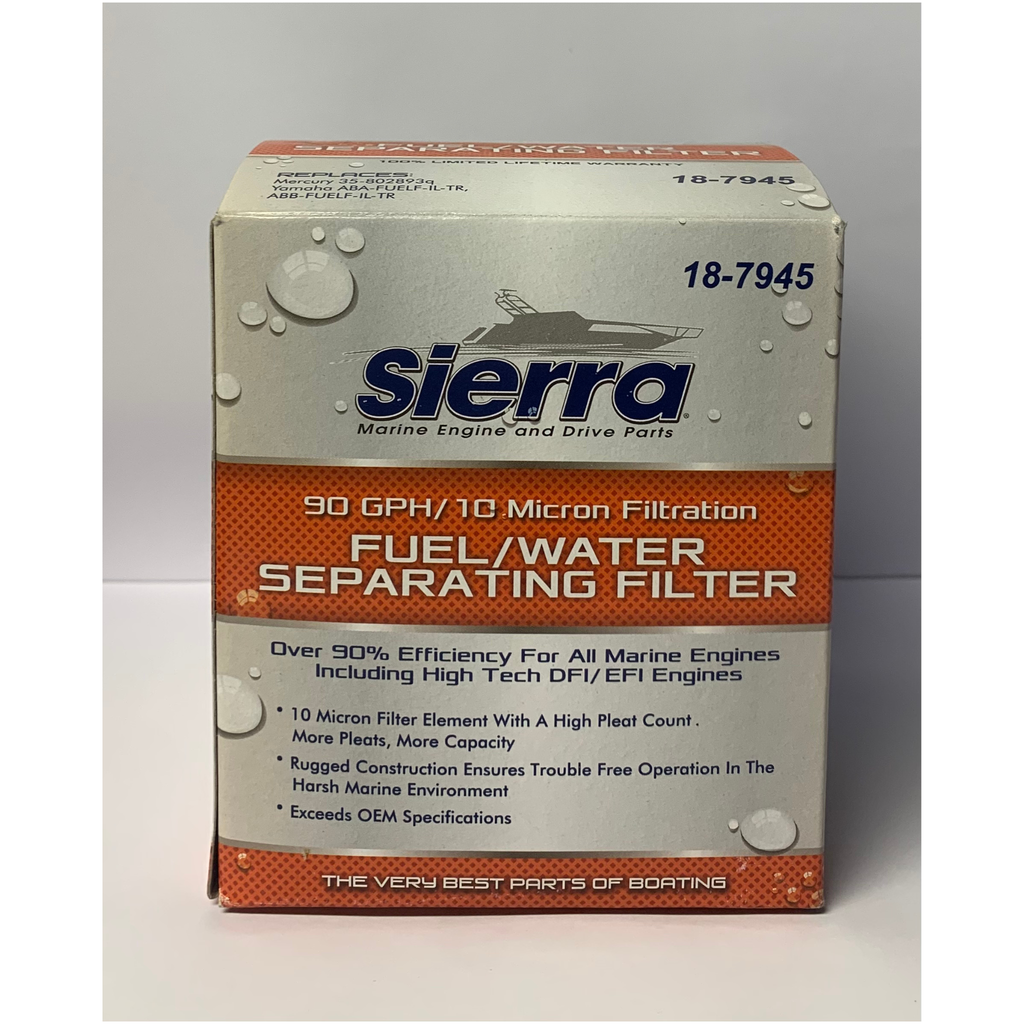 SEPARATING FILTER
100% LIMITED LIFETIME WARRANTY
REPLACES:
Mercury 35-802893q
Yamaha ABA-FUELF-IL-TR,
ABB-FUELF-IL-TR
18-7945
18-7945
Sierra®
Marine Engine and Drive Parts
90 GPH/10 Micron Filtration
FUEL/WATER
SEPARATING FILTER
Over 90% Efficiency For All Marine Engines
Including High Tech DFI/EFI Engines
• 10 Micron Filter Element With A High Pleat Count.
More Pleats, More Capacity
• Rugged Construction Ensures Trouble Free Operation In The
Harsh Marine Environment
• Exceeds OEM Specifications
THE VERY BEST PARTS OF BOATING